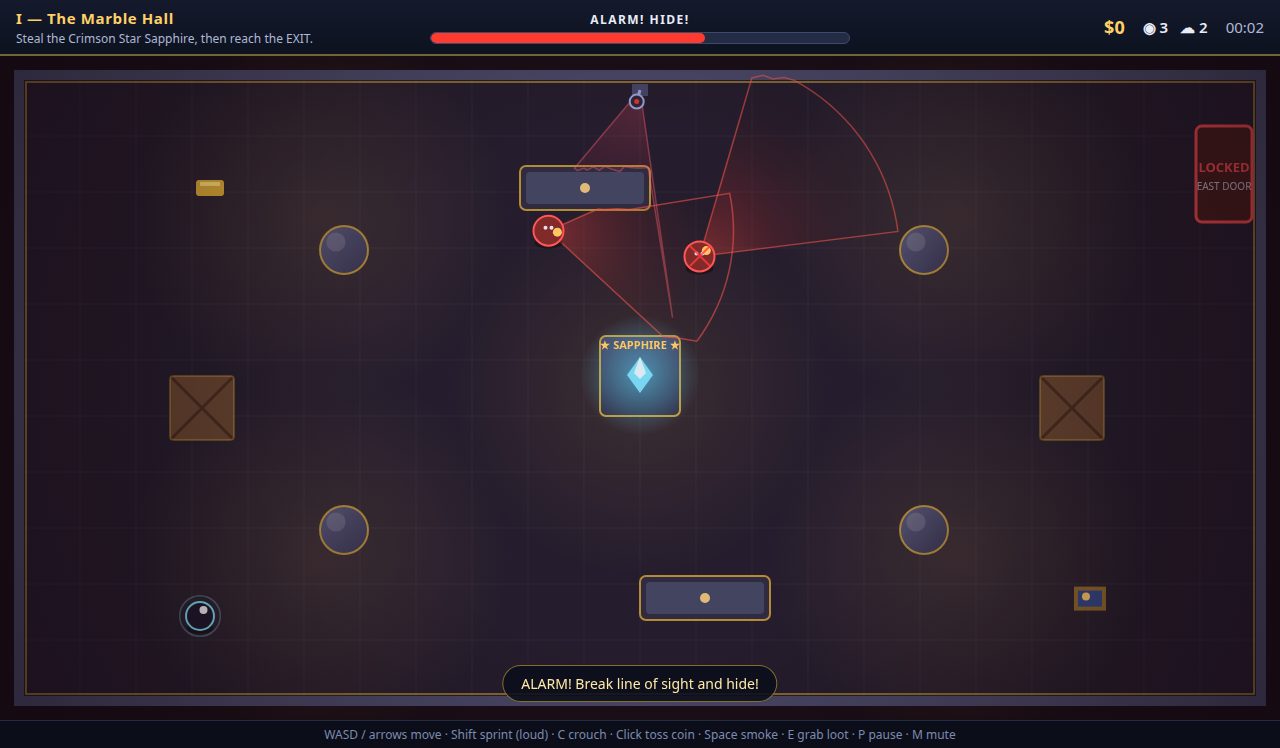 I — The Marble Hall
Steal the Crimson Star Sapphire, then reach the EXIT.
ALARM! HIDE!
$0 ◉ 3 ☁ 2 00:02
LOCKED
EAST DOOR
★ SAPPHIRE ★
ALARM! Break line of sight and hide!
WASD / arrows move · Shift sprint (loud) · C crouch · Click toss coin · Space smoke · E grab loot · P pause · M mute